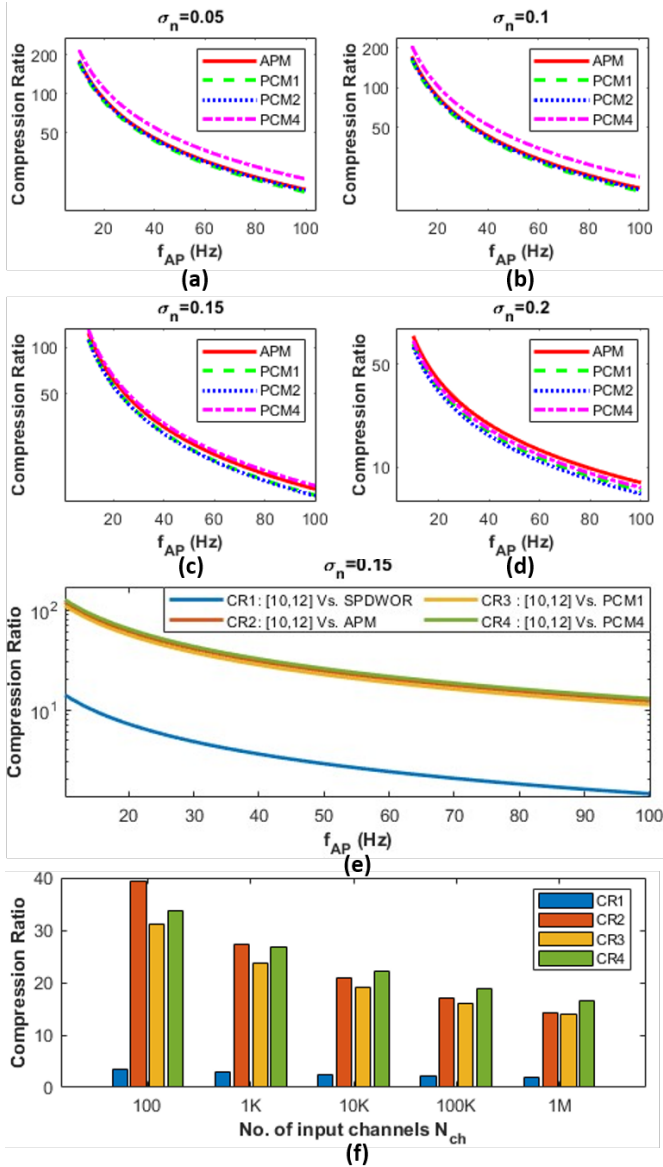 σn=0.05
Compression Ratio
200
100
50
APM
PCM1
PCM2
PCM4
20 40 60 80 100
fAP (Hz)
(a)
σn=0.1
Compression Ratio
200
100
50
APM
PCM1
PCM2
PCM4
20 40 60 80 100
fAP (Hz)
(b)
σn=0.15
Compression Ratio
100
50
APM
PCM1
PCM2
PCM4
20 40 60 80 100
fAP (Hz)
(c)
σn=0.2
Compression Ratio
50
10
APM
PCM1
PCM2
PCM4
20 40 60 80 100
fAP (Hz)
(d)
σn=0.15
Compression Ratio
10²
10¹
CR1: [10,12] Vs. SPDWOR
CR2: [10,12] Vs. APM
CR3 : [10,12] Vs. PCM1
CR4 : [10,12] Vs. PCM4
20 30 40 50 60 70 80 90 100
fAP (Hz)
(e)
Compression Ratio
40
30
20
10
0
CR1
CR2
CR3
CR4
100 1K 10K 100K 1M
No. of input channels Nch
(f)